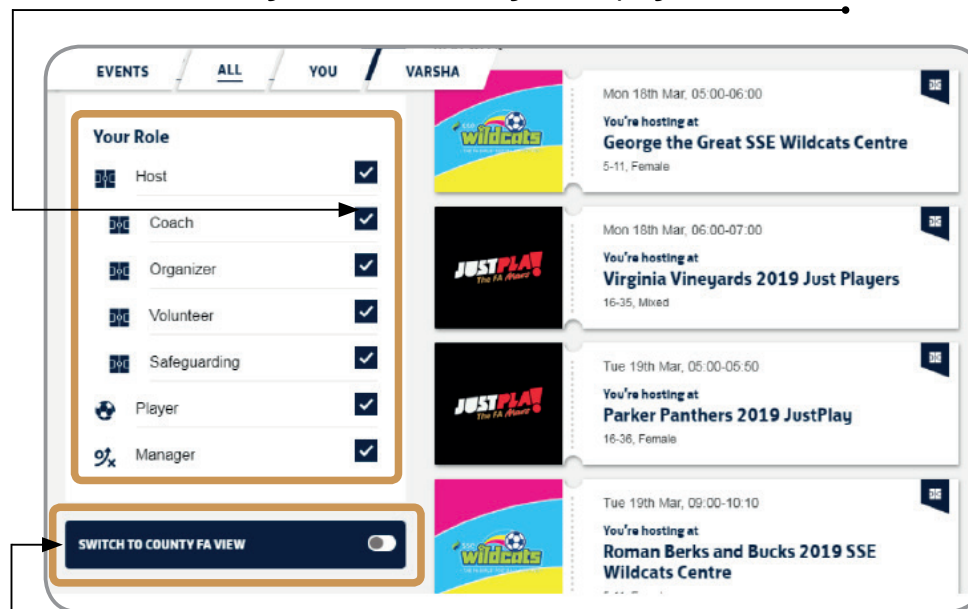 EVENTS ALL YOU VARSHA
Your Role
Host
Coach
Organizer
Volunteer
Safeguarding
Player
Manager
SWITCH TO COUNTY FA VIEW
SSE
wildcats
Mon 18th Mar, 05:00-06:00
You're hosting at
George the Great SSE Wildcats Centre
5-11, Female
JUSTPLAY!
The FA
Mon 18th Mar, 06:00-07:00
You're hosting at
Virginia Vineyards 2019 Just Players
16-35, Mixed
JUSTPLAY!
The FA
Tue 19th Mar, 05:00-05:50
You're hosting at
Parker Panthers 2019 JustPlay
16-36, Female
SSE
wildcats
Tue 19th Mar, 09:00-10:10
You're hosting at
Roman Berks and Bucks 2019 SSE
Wildcats Centre